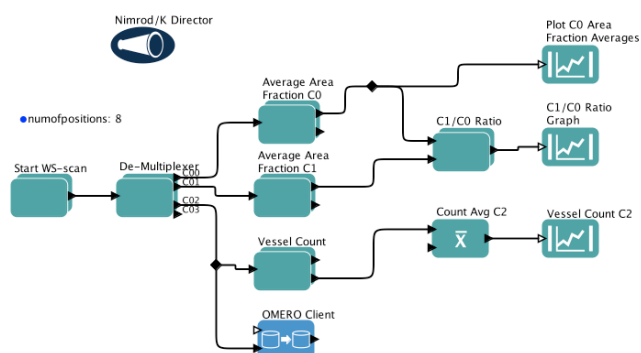 Nimrod/K Director
Plot C0 Area
Fraction Averages
Average Area
Fraction C0
numofpositions: 8
C1/C0 Ratio
Graph
C1/C0 Ratio
Start WS-scan
De-Multiplexer
C00
C01
C02
C03
Average Area
Fraction C1
Vessel Count
Count Avg C2
X
Vessel Count C2
OMERO Client